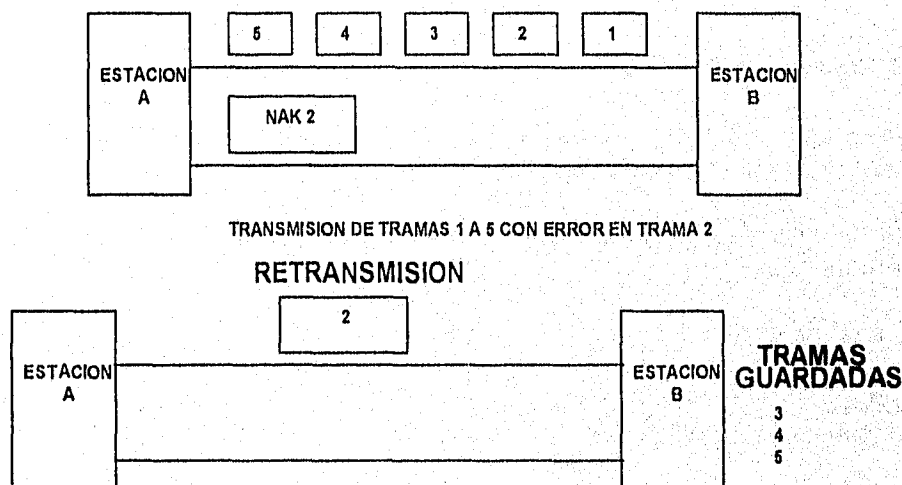 5 4 3 2 1
ESTACION
A
ESTACION
B
NAK 2
TRANSMISION DE TRAMAS 1 A 5 CON ERROR EN TRAMA 2
RETRANSMISION
2
ESTACION
A
ESTACION
B
TRAMAS
GUARDADAS
3
4
5